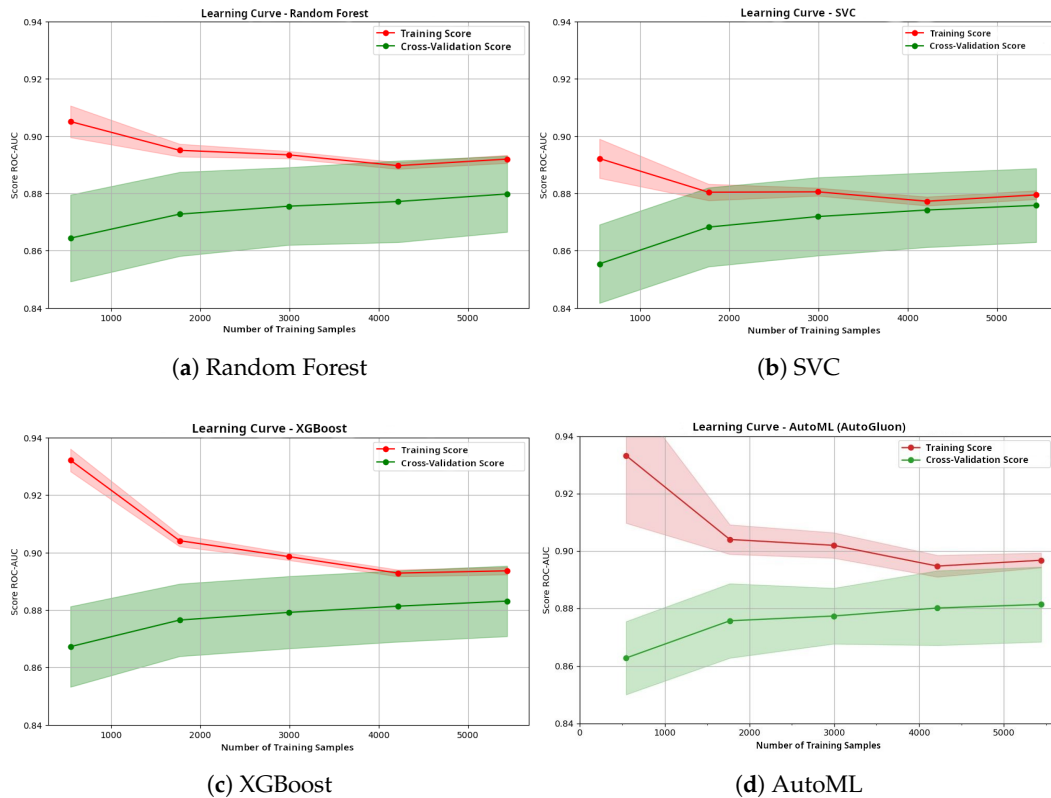 Learning Curve - Random Forest
Training Score
Cross-Validation Score
Score ROC-AUC
0.94
0.92
0.90
0.88
0.86
0.84
1000 2000 3000 4000 5000
Number of Training Samples
(a) Random Forest
Learning Curve - SVC
Training Score
Cross-Validation Score
Score ROC-AUC
0.94
0.92
0.90
0.88
0.86
0.84
1000 2000 3000 4000 5000
Number of Training Samples
(b) SVC
Learning Curve - XGBoost
Training Score
Cross-Validation Score
Score ROC-AUC
0.94
0.92
0.90
0.88
0.86
0.84
1000 2000 3000 4000 5000
Number of Training Samples
(c) XGBoost
Learning Curve - AutoML (AutoGluon)
Training Score
Cross-Validation Score
Score ROC-AUC
0.94
0.92
0.90
0.88
0.86
0.84
0 1000 2000 3000 4000 5000
Number of Training Samples
(d) AutoML